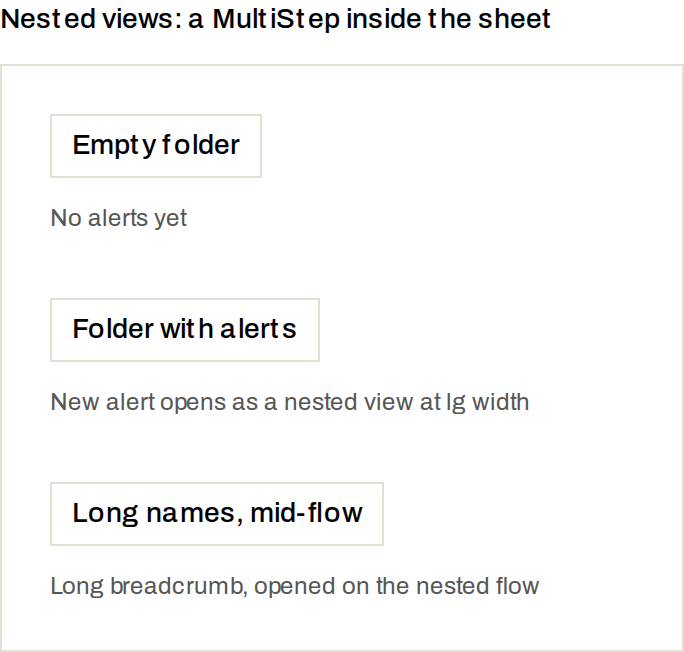 Nested views: a MultiStep inside the sheet
Empty folder
No alerts yet
Folder with alerts
New alert opens as a nested view at lg width
Long names, mid-flow
Long breadcrumb, opened on the nested flow